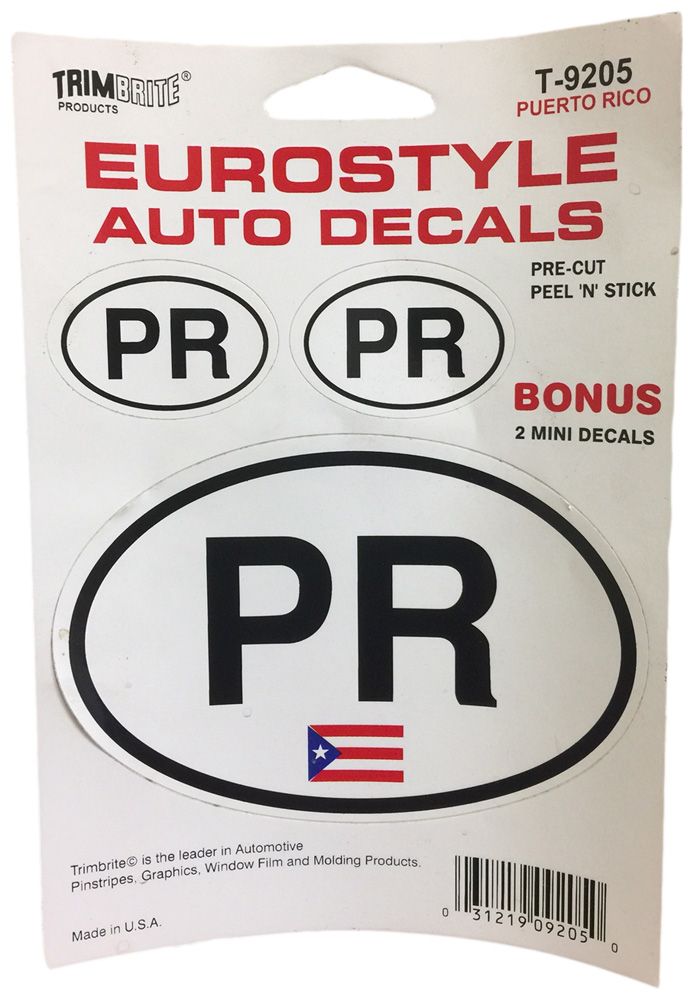 TRIMBRITE®
PRODUCTS
T-9205
PUERTO RICO
EUROSTYLE
AUTO DECALS
PRE-CUT
PEEL 'N' STICK
PR
PR
BONUS
2 MINI DECALS
PR
Trimbrite© is the leader in Automotive
Pinstripes, Graphics, Window Film and Molding Products.
Made in U.S.A.
0 31219 09205 0